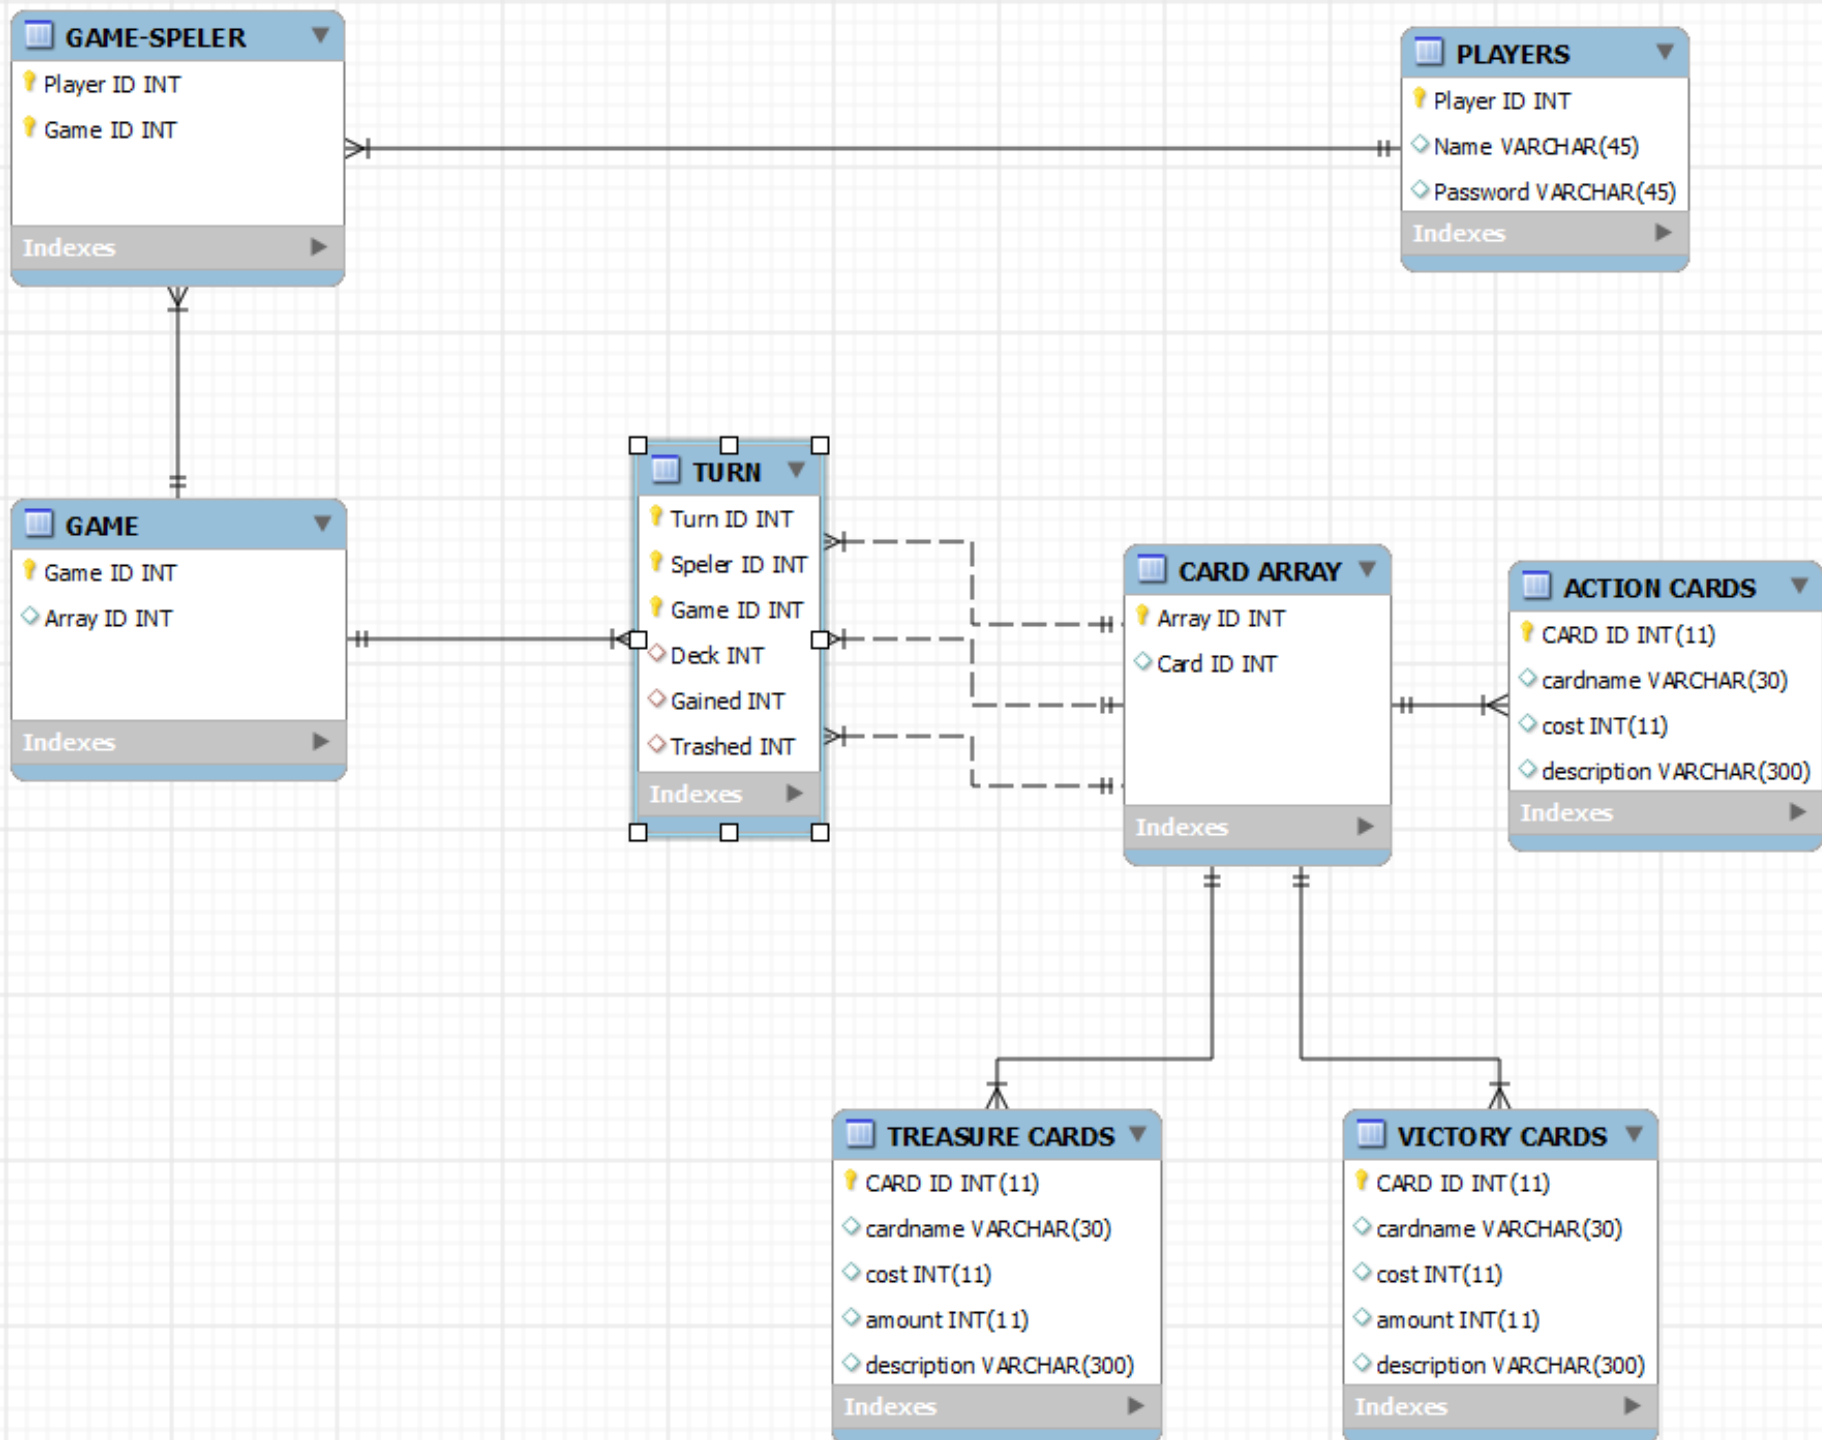 GAME-SPELER
Player ID INT
Game ID INT
Indexes
PLAYERS
Player ID INT
Name VARCHAR(45)
Password VARCHAR(45)
Indexes
GAME
Game ID INT
Array ID INT
Indexes
TURN
Turn ID INT
Speler ID INT
Game ID INT
Deck INT
Gained INT
Trashed INT
Indexes
CARD ARRAY
Array ID INT
Card ID INT
Indexes
ACTION CARDS
CARD ID INT(11)
cardname VARCHAR(30)
cost INT(11)
description VARCHAR(300)
Indexes
TREASURE CARDS
CARD ID INT(11)
cardname VARCHAR(30)
cost INT(11)
amount INT(11)
description VARCHAR(300)
Indexes
VICTORY CARDS
CARD ID INT(11)
cardname VARCHAR(30)
cost INT(11)
amount INT(11)
description VARCHAR(300)
Indexes